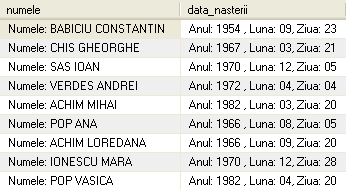 numele data_nasterii
Numele: BABICIU CONSTANTIN Anul: 1954 , Luna: 09, Ziua: 23
Numele: CHIS GHEORGHE Anul: 1967 , Luna: 03, Ziua: 21
Numele: SAS IOAN Anul: 1970 , Luna: 12, Ziua: 05
Numele: VERDES ANDREI Anul: 1972 , Luna: 04, Ziua: 04
Numele: ACHIM MIHAI Anul: 1982 , Luna: 03, Ziua: 20
Numele: POP ANA Anul: 1966 , Luna: 08, Ziua: 05
Numele: ACHIM LOREDANA Anul: 1966 , Luna: 09, Ziua: 20
Numele: IONESCU MARA Anul: 1970 , Luna: 12, Ziua: 28
Numele: POP VASICA Anul: 1982 , Luna: 04, Ziua: 20